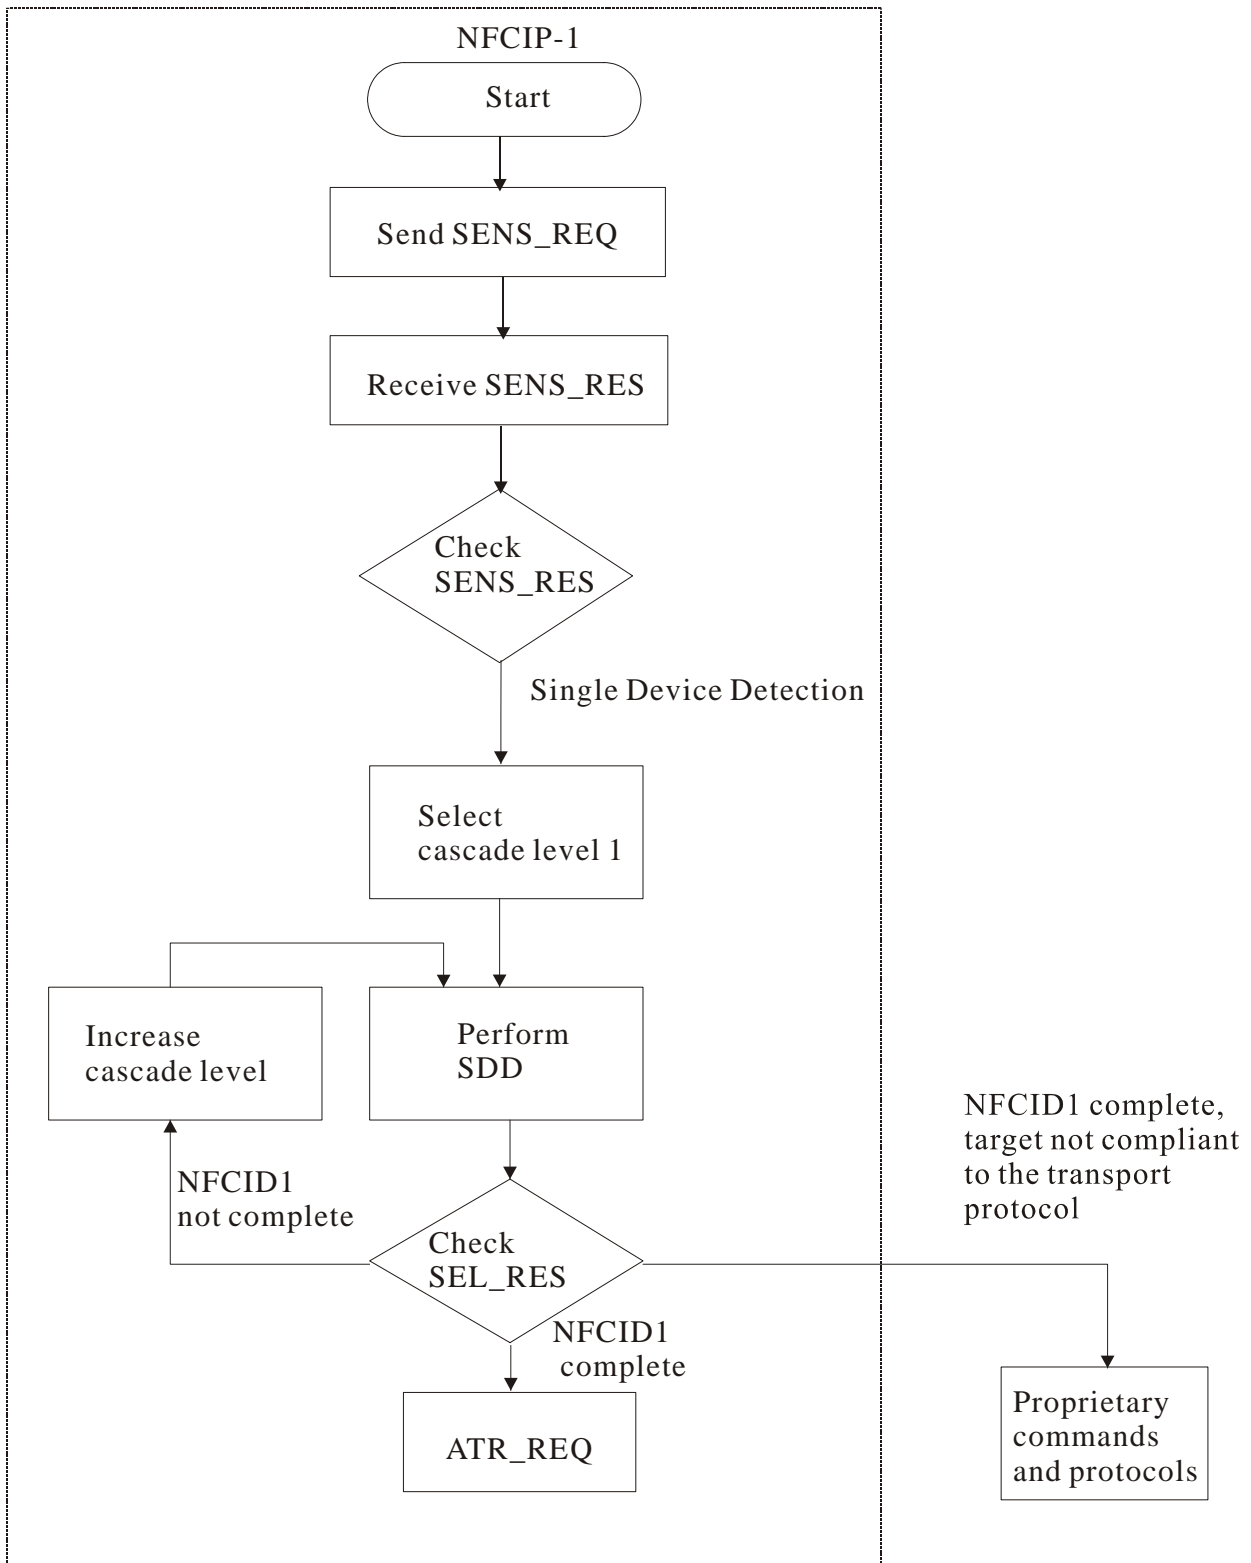 NFCIP-1
Start
Send SENS_REQ
Receive SENS_RES
Check
SENS_RES
Single Device Detection
Select
cascade level 1
Increase
cascade level
Perform
SDD
NFCID1 complete,
target not compliant
to the transport
protocol
NFCID1
not complete
Check
SEL_RES
NFCID1
complete
ATR_REQ
Proprietary
commands
and protocols